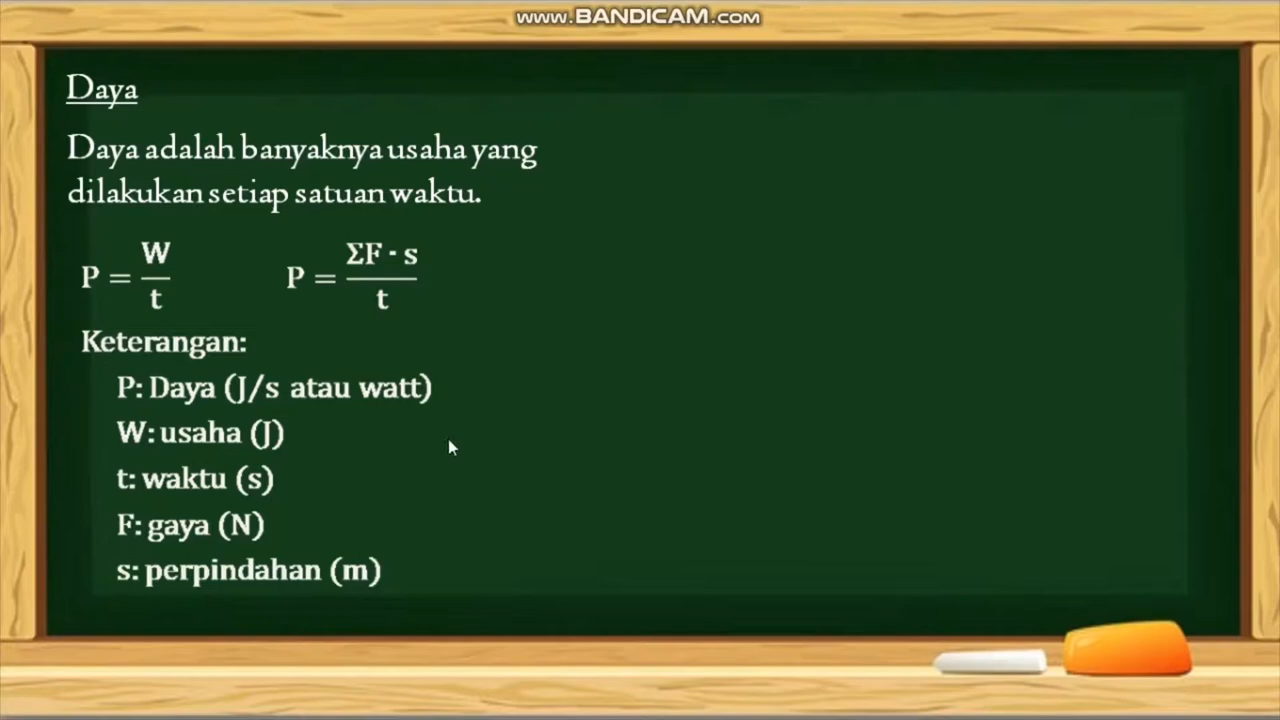 www.BANDICAM.com
Daya
Daya adalah banyaknya usaha yang
dilakukan setiap satuan waktu.
P = W/t P = ΣF · s/t
Keterangan:
P: Daya (J/s atau watt)
W: usaha (J)
t: waktu (s)
F: gaya (N)
s: perpindahan (m)